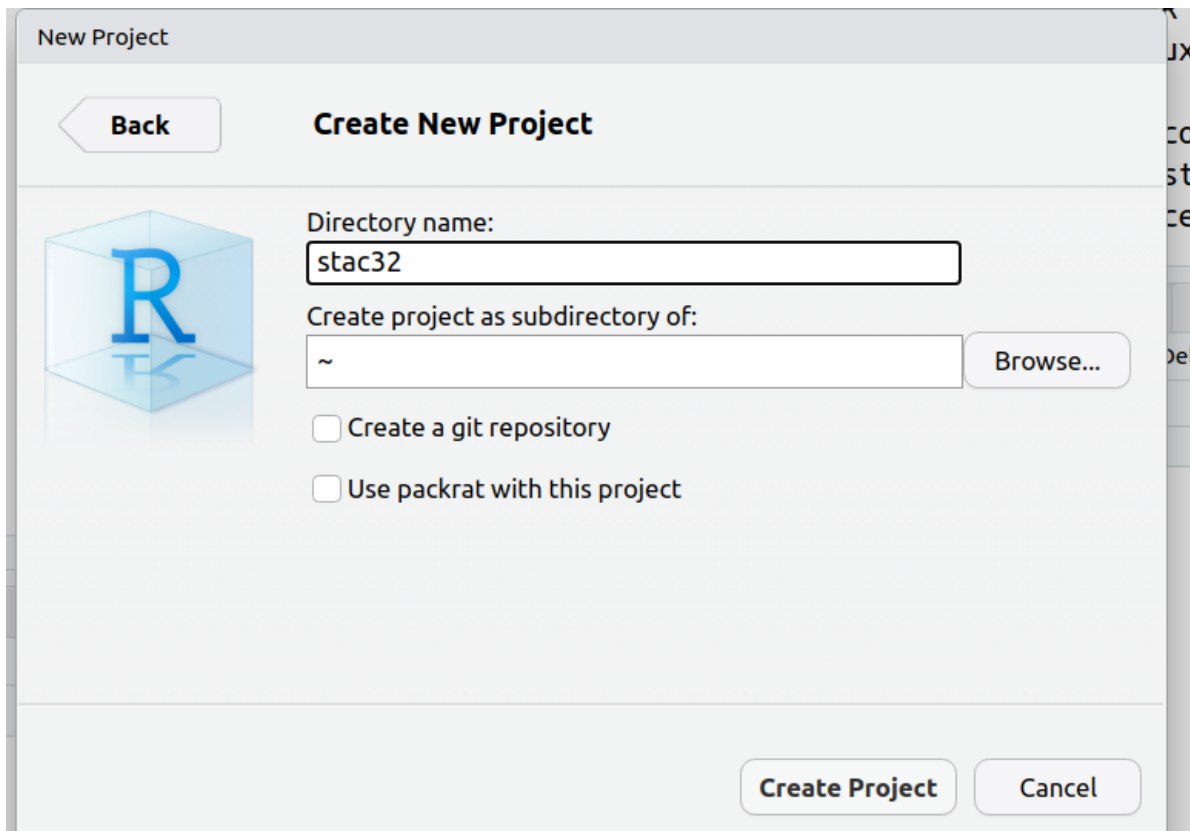 New Project
Back
Create New Project
R
Directory name:
stac32
Create project as subdirectory of:
~
Browse...
Create a git repository
Use packrat with this project
Create Project
Cancel